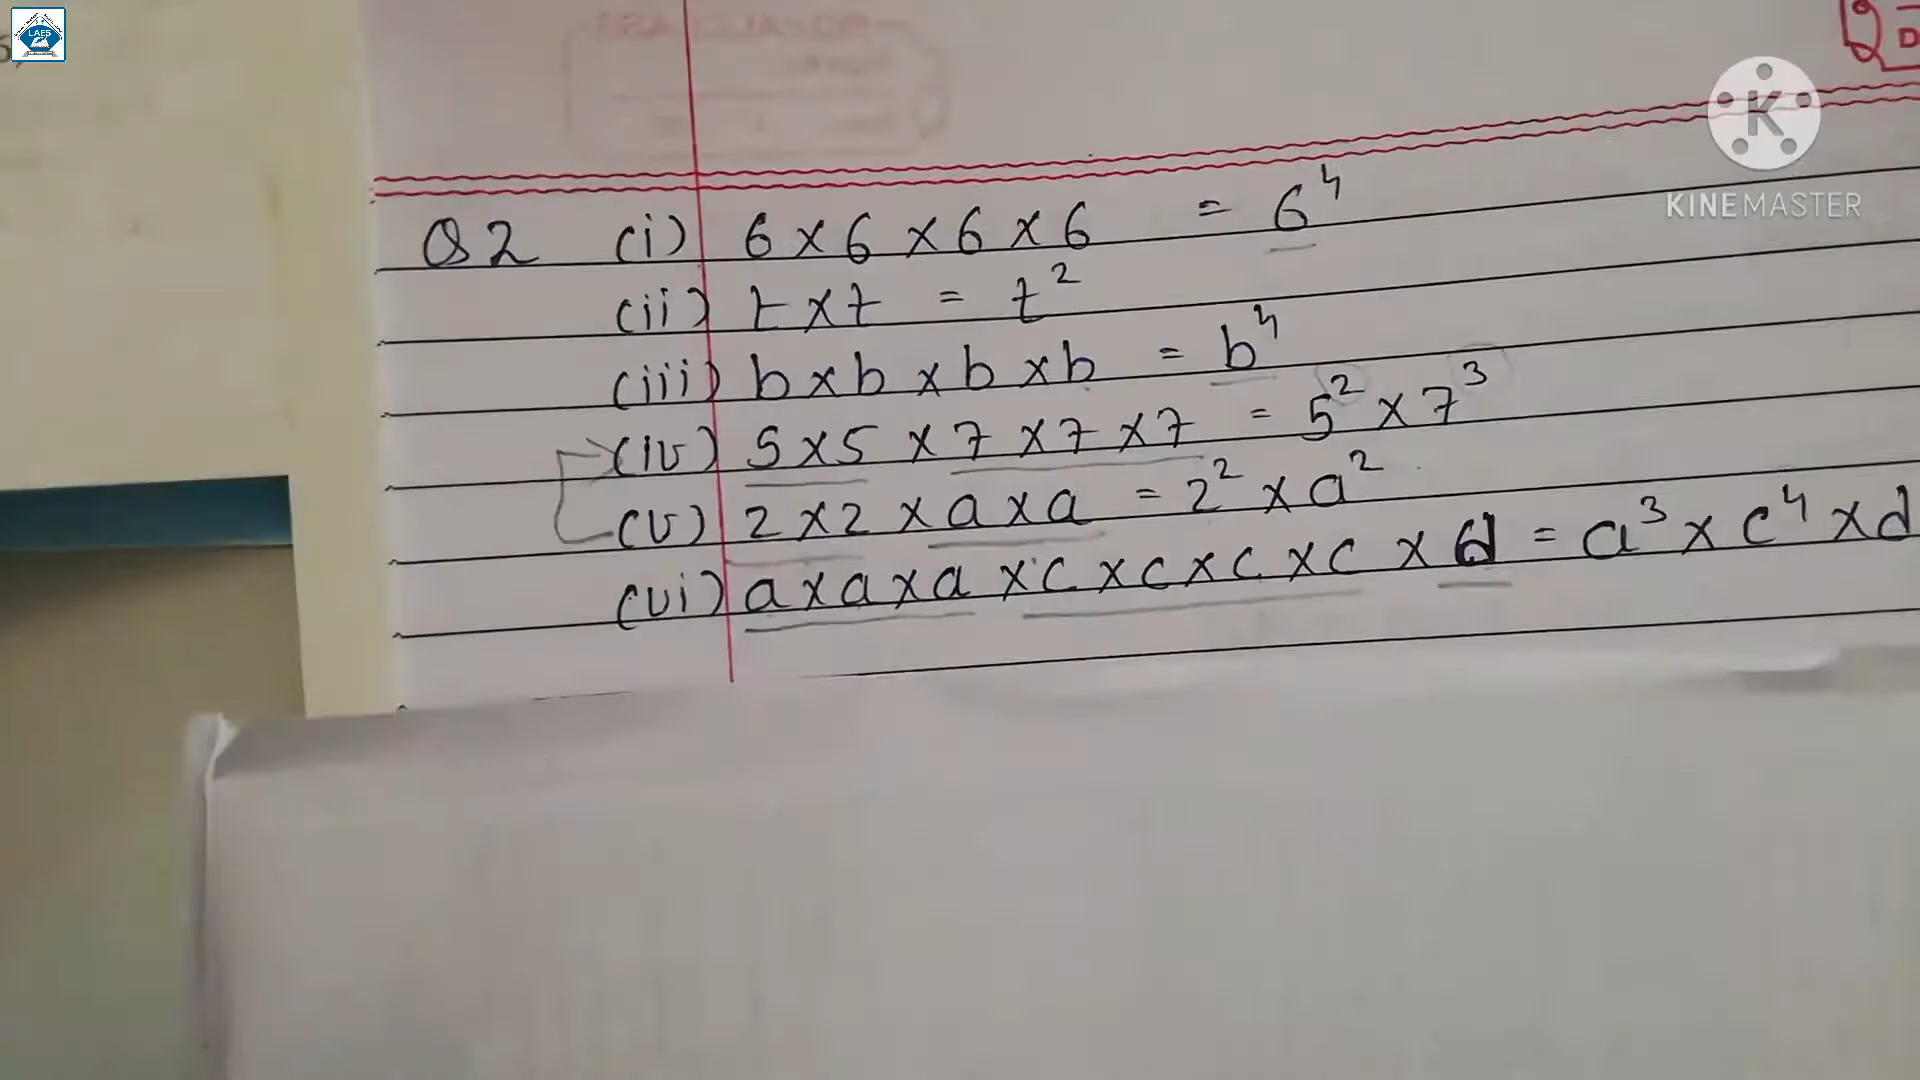 LAES
KINEMASTER
Q2 (i) 6 × 6 × 6 × 6 = 6⁴
(ii) t × t = t²
(iii) b × b × b × b = b⁴
(iv) 5 × 5 × 7 × 7 × 7 = 5² × 7³
(v) 2 × 2 × a × a = 2² × a²
(vi) a × a × a × c × c × c × c × d = a³ × c⁴ × d